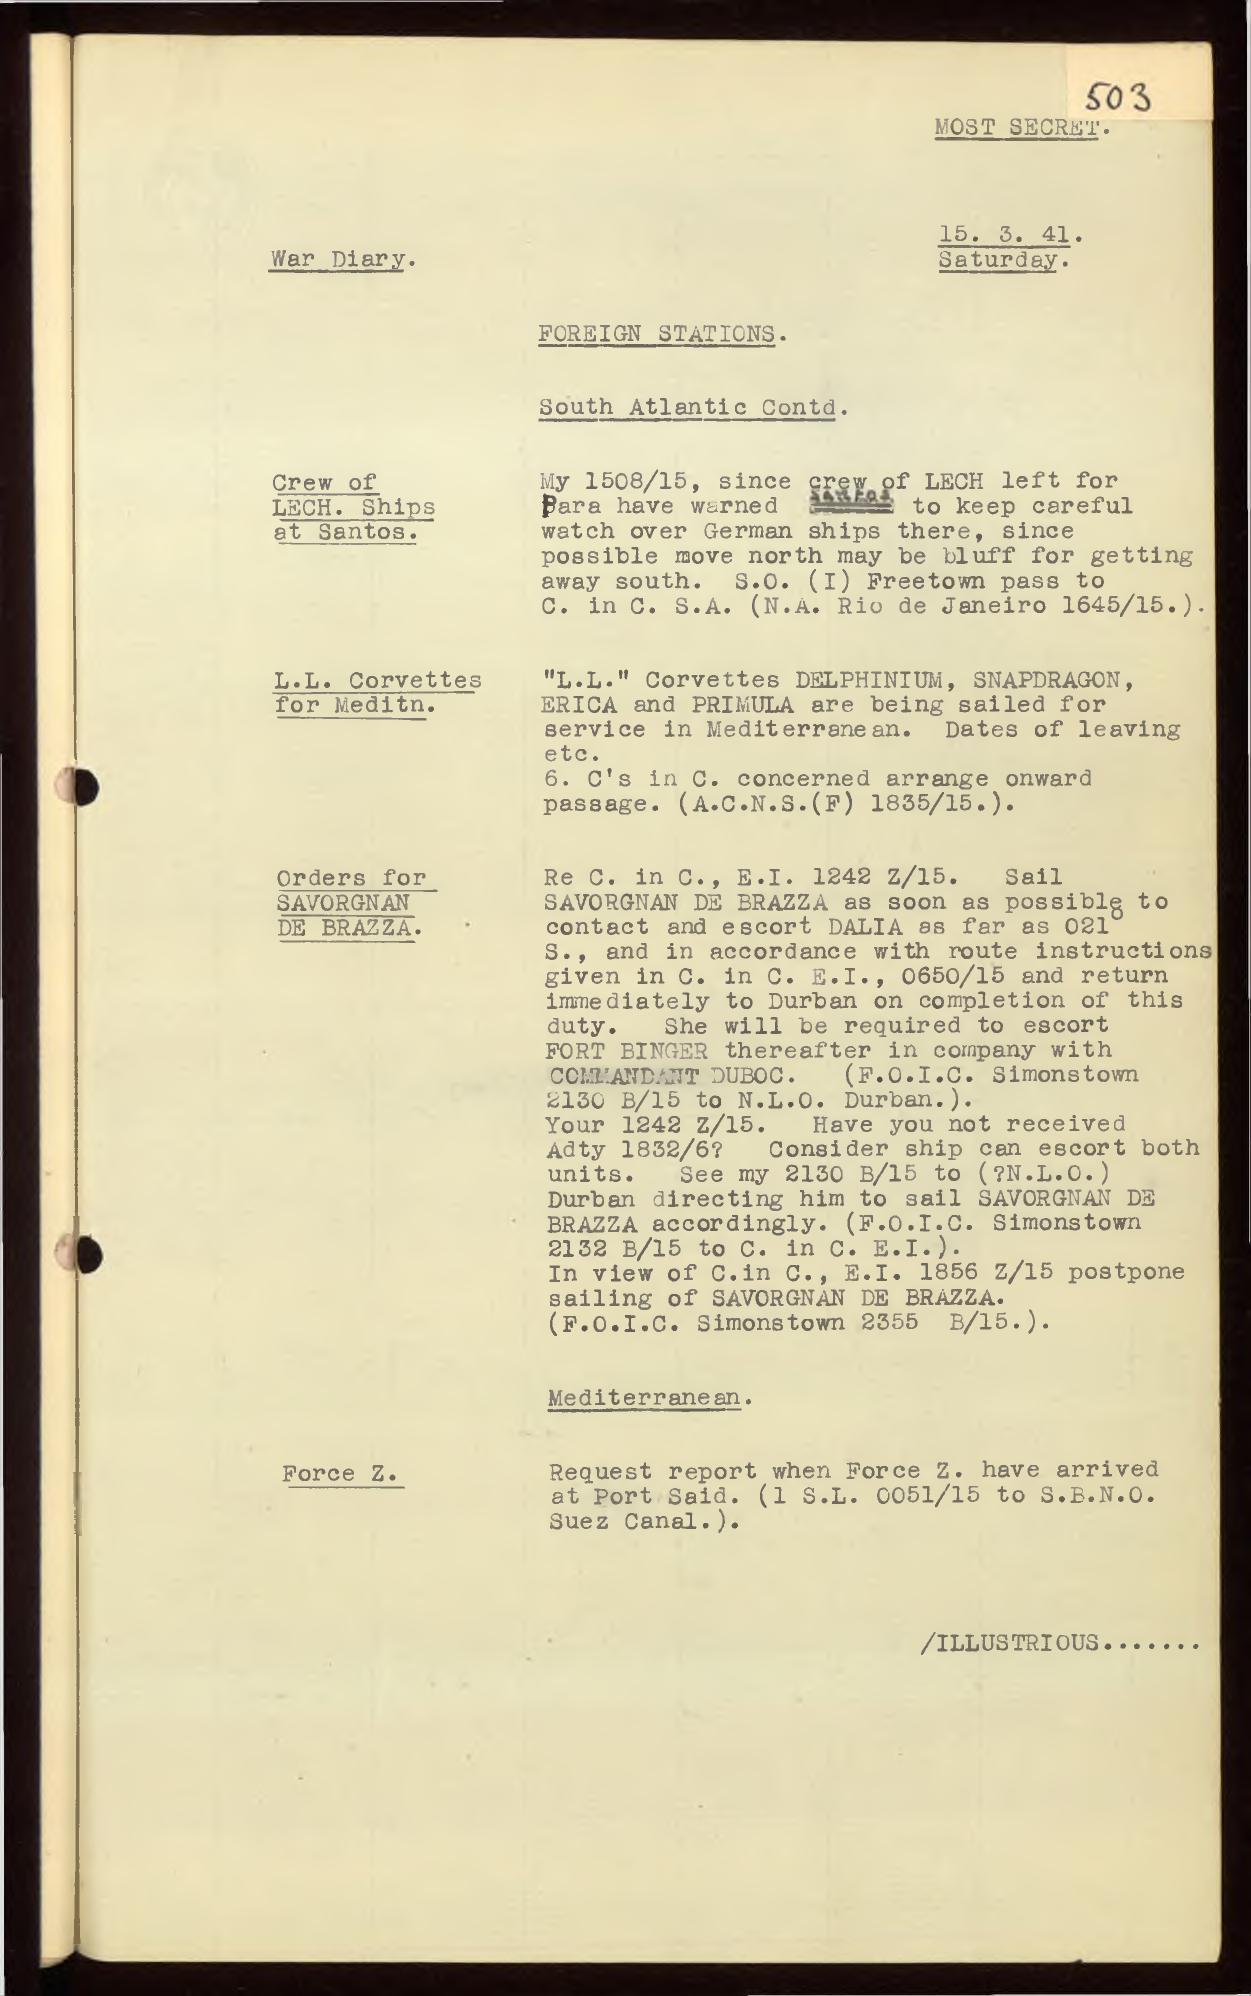 503
MOST SECRET.
15. 3. 41.
War Diary.
Saturday.
FOREIGN STATIONS.
South Atlantic Contd.
Crew of
LECH. Ships
at Santos.
My 1508/15, since crew of LECH left for
Para have warned Santos to keep careful
watch over German ships there, since
possible move north may be bluff for getting
away south. S.O. (I) Freetown pass to
C. in C. S.A. (N.A. Rio de Janeiro 1645/15.).
L.L. Corvettes
for Meditn.
"L.L." Corvettes DELPHINIUM, SNAPDRAGON,
ERICA and PRIMULA are being sailed for
service in Mediterranean. Dates of leaving
etc.
6. C's in C. concerned arrange onward
passage. (A.C.N.S.(F) 1835/15.).
Orders for
SAVORGNAN
DE BRAZZA.
Re C. in C., E.I. 1242 Z/15. Sail
SAVORGNAN DE BRAZZA as soon as possible to
contact and escort DALIA as far as 021°
S., and in accordance with route instructions
given in C. in C. E.I., 0650/15 and return
immediately to Durban on completion of this
duty. She will be required to escort
FORT BINGER thereafter in company with
COMMANDANT DUBOC. (F.O.I.C. Simonstown
2130 B/15 to N.L.O. Durban.).
Your 1242 Z/15. Have you not received
Adty 1832/6? Consider ship can escort both
units. See my 2130 B/15 to (?N.L.O.)
Durban directing him to sail SAVORGNAN DE
BRAZZA accordingly. (F.O.I.C. Simonstown
2132 B/15 to C. in C. E.I.).
In view of C.in C., E.I. 1856 Z/15 postpone
sailing of SAVORGNAN DE BRAZZA.
(F.O.I.C. Simonstown 2355 B/15.).
Mediterranean.
Force Z.
Request report when Force Z. have arrived
at Port Said. (1 S.L. 0051/15 to S.B.N.O.
Suez Canal.).
/ILLUSTRIOUS.......